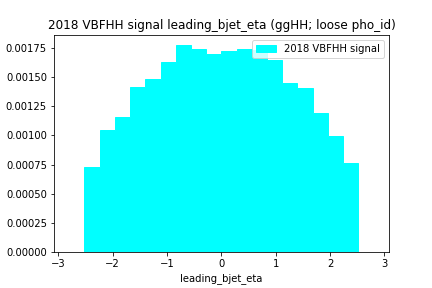 2018 VBFHH signal leading_bjet_eta (ggHH; loose pho_id)
2018 VBFHH signal
0.00175
0.00150
0.00125
0.00100
0.00075
0.00050
0.00025
0.00000
−3 −2 −1 0 1 2 3
leading_bjet_eta